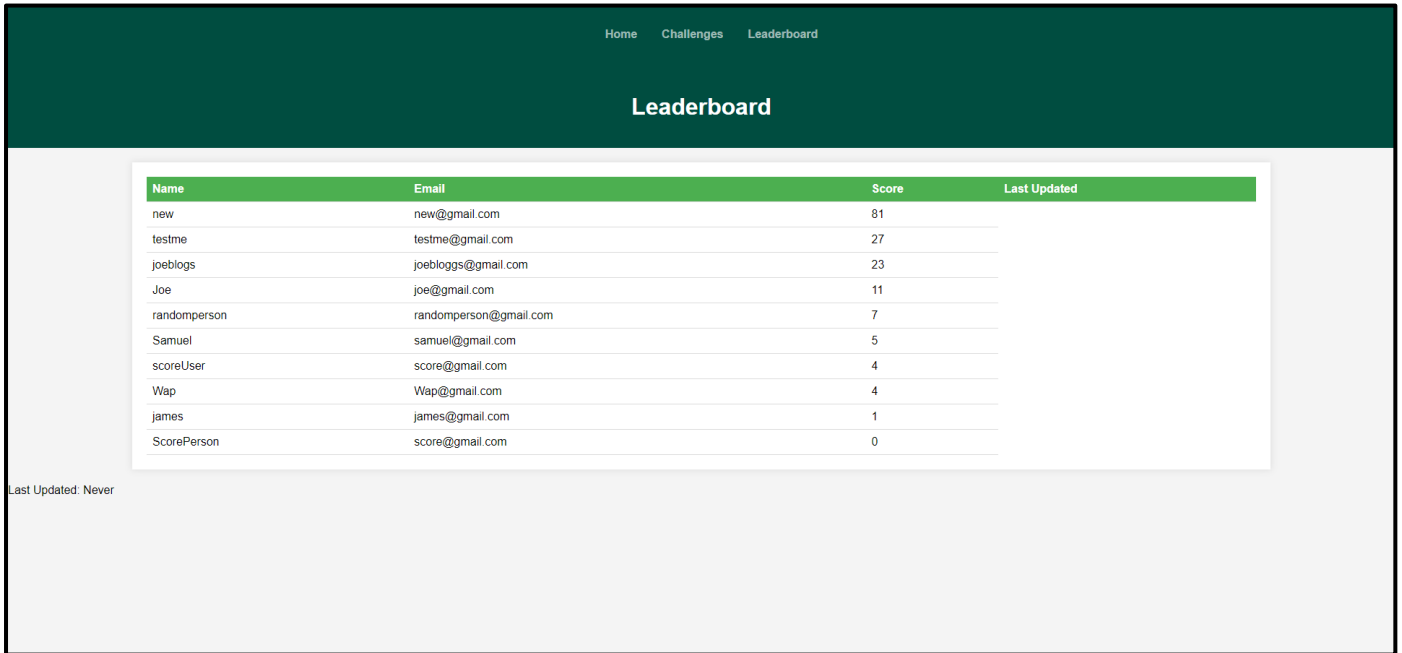 Home Challenges Leaderboard
Leaderboard
Name Email Score Last Updated
new new@gmail.com 81
testme testme@gmail.com 27
joeblogs joebloggs@gmail.com 23
Joe joe@gmail.com 11
randomperson randomperson@gmail.com 7
Samuel samuel@gmail.com 5
scoreUser score@gmail.com 4
Wap Wap@gmail.com 4
james james@gmail.com 1
ScorePerson score@gmail.com 0
Last Updated: Never